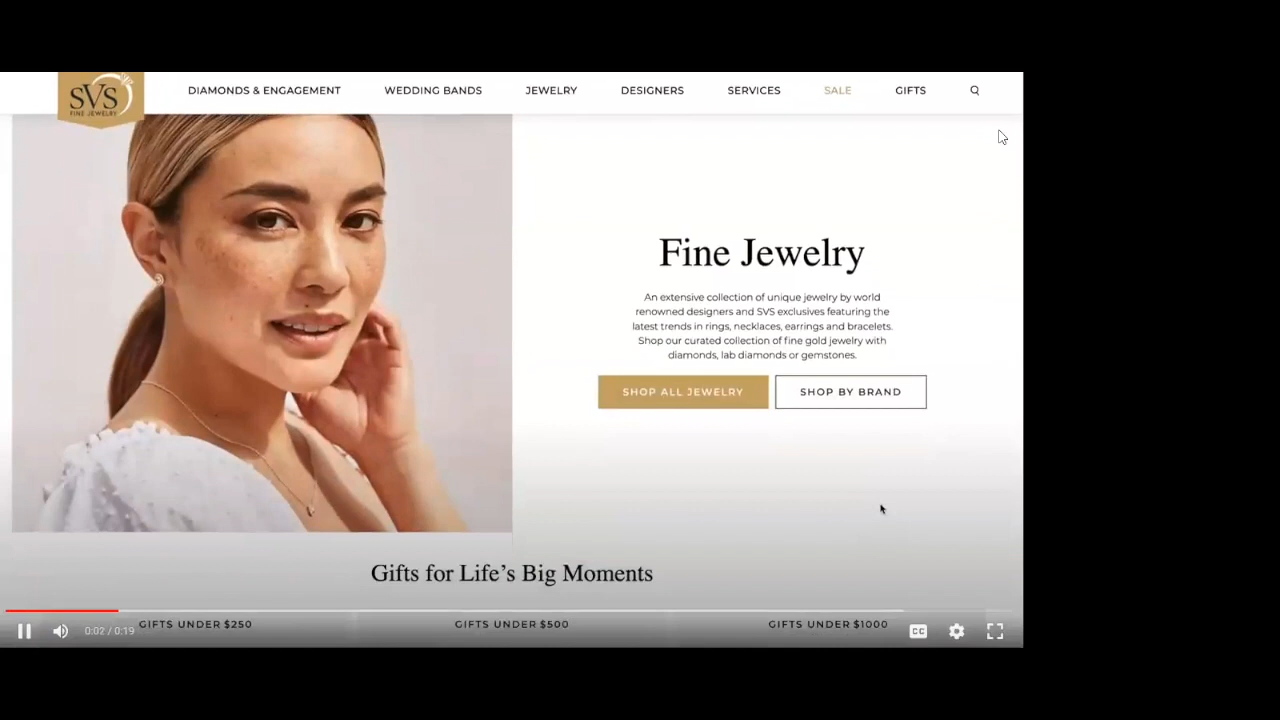 SVS
FINE JEWELRY
DIAMONDS & ENGAGEMENT
WEDDING BANDS
JEWELRY
DESIGNERS
SERVICES
SALE
GIFTS
Fine Jewelry
An extensive collection of unique jewelry by world
renowned designers and SVS exclusives featuring the
latest trends in rings, necklaces, earrings and bracelets.
Shop our curated collection of fine gold jewelry with
diamonds, lab diamonds or gemstones.
SHOP ALL JEWELRY
SHOP BY BRAND
Gifts for Life's Big Moments
GIFTS UNDER $250
GIFTS UNDER $500
GIFTS UNDER $1000
0:02 / 0:19
CC